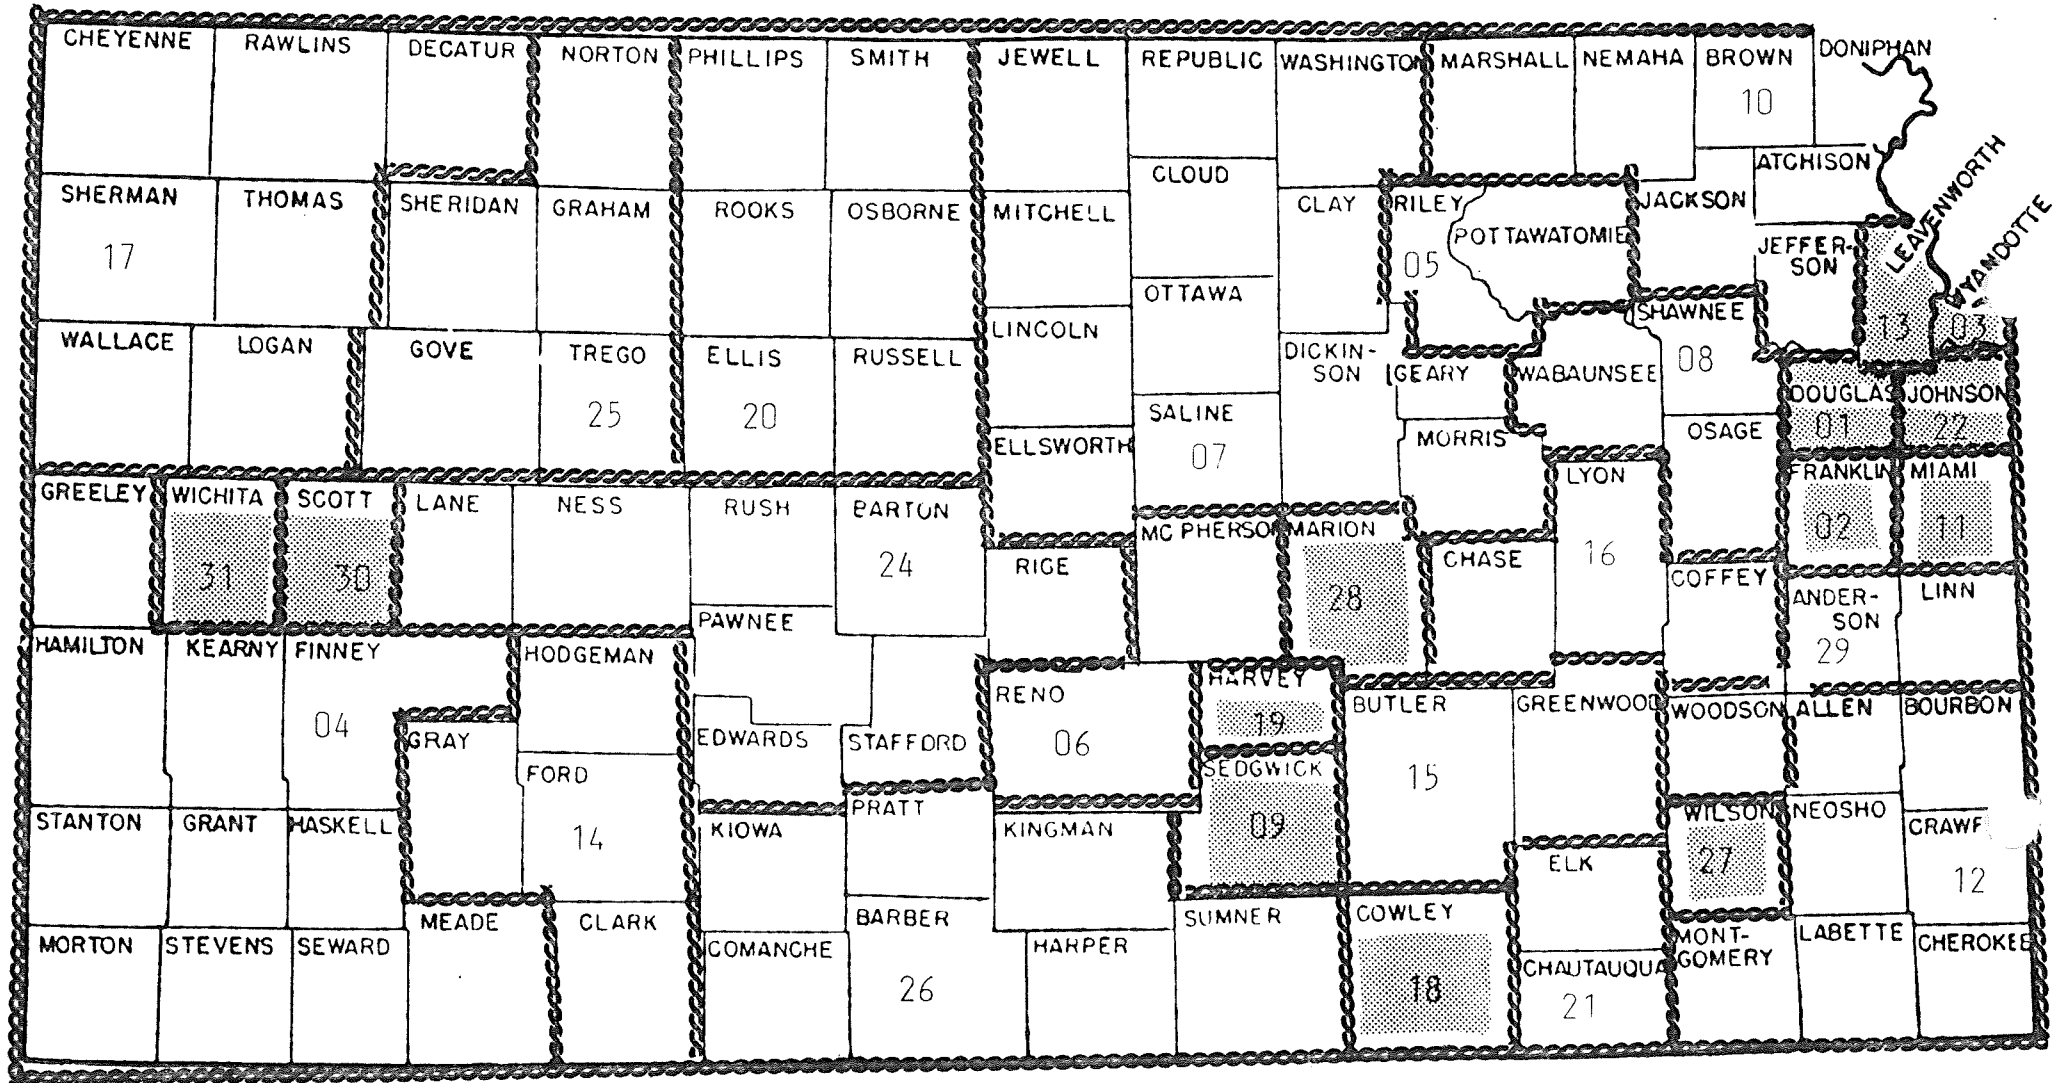 CHEYENNE
RAWLINS
DECATUR
NORTON
PHILLIPS
SMITH
JEWELL
REPUBLIC
WASHINGTON
MARSHALL
NEMAHA
BROWN
10
DONIPHAN
CLOUD
ATCHISON
LEAVENWORTH
WYANDOTTE
SHERMAN
17
THOMAS
SHERIDAN
GRAHAM
ROOKS
OSBORNE
MITCHELL
CLAY
RILEY
05
POTTAWATOMIE
JACKSON
JEFFER-
SON
13
03
OTTAWA
SHAWNEE
08
WALLACE
LOGAN
GOVE
TREGO
25
ELLIS
20
RUSSELL
LINCOLN
DICKIN-
SON
GEARY
WABAUNSEE
DOUGLAS
01
JOHNSON
22
SALINE
07
MORRIS
OSAGE
ELLSWORTH
LYON
16
FRANKLIN
02
MIAMI
11
GREELEY
WICHITA
31
SCOTT
30
LANE
NESS
RUSH
BARTON
24
RICE
MC PHERSON
MARION
28
CHASE
COFFEY
ANDER-
SON
29
LINN
PAWNEE
HAMILTON
KEARNY
FINNEY
04
HODGEMAN
RENO
06
HARVEY
19
BUTLER
15
GREENWOOD
WOODSON
ALLEN
BOURBON
GRAY
EDWARDS
STAFFORD
SEDGWICK
09
FORD
14
STANTON
GRANT
HASKELL
KIOWA
PRATT
KINGMAN
WILSON
27
NEOSHO
CRAWF
12
ELK
MEADE
CLARK
BARBER
26
SUMNER
COWLEY
18
MORTON
STEVENS
SEWARD
COMANCHE
HARPER
CHAUTAUQUA
21
MONT-
GOMERY
LABETTE
CHEROKEE